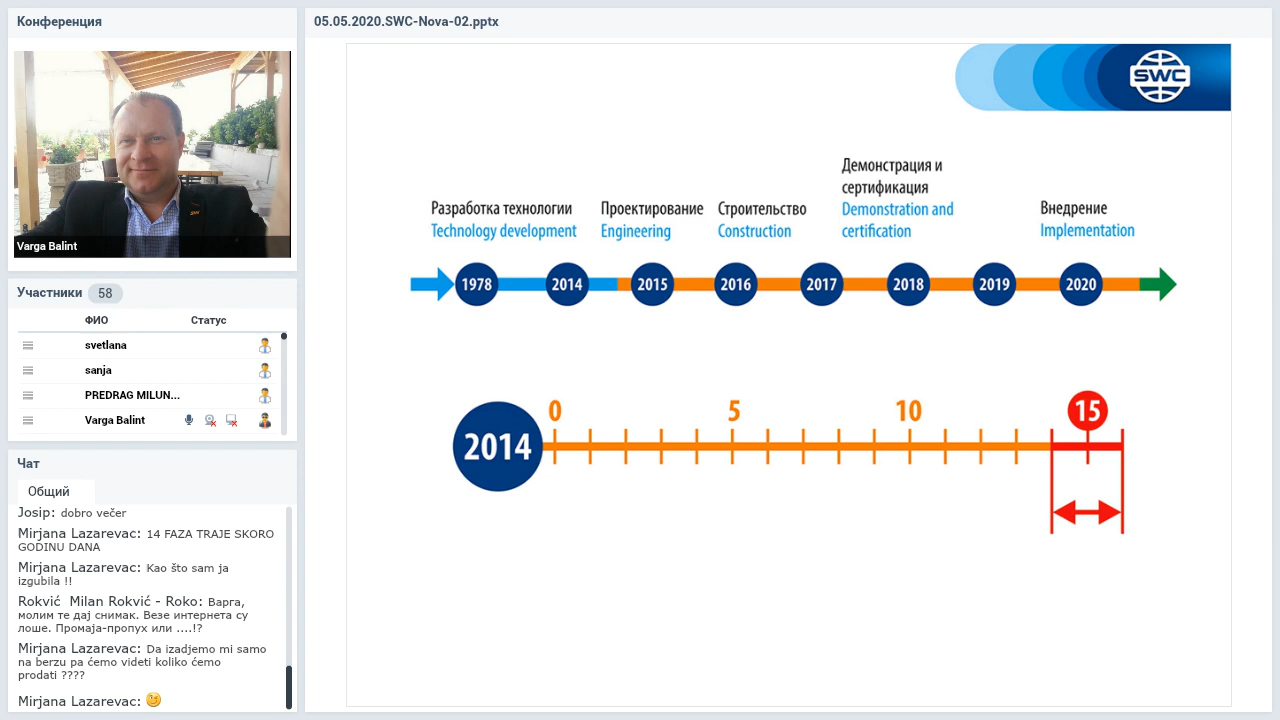 Конференция
Varga Balint
Участники 58
ФИО Статус
svetlana
sanja
PREDRAG MILUN...
Varga Balint
Чат
Общий
Josip: dobro večer
Mirjana Lazarevac: 14 FAZA TRAJE SKORO
GODINU DANA
Mirjana Lazarevac: Kao što sam ja
izgubila !!
Rokvić Milan Rokvić - Roko: Варга,
молим те дај снимак. Везе интернета су
лоше. Промаја-пропух или ....!?
Mirjana Lazarevac: Da izadjemo mi samo
na berzu pa ćemo videti koliko ćemo
prodati ????
Mirjana Lazarevac:
05.05.2020.SWC-Nova-02.pptx
SWC
Разработка технологии
Technology development
Проектирование
Engineering
Строительство
Construction
Демонстрация и
сертификация
Demonstration and
certification
Внедрение
Implementation
1978 2014 2015 2016 2017 2018 2019 2020
0 5 10 15
2014